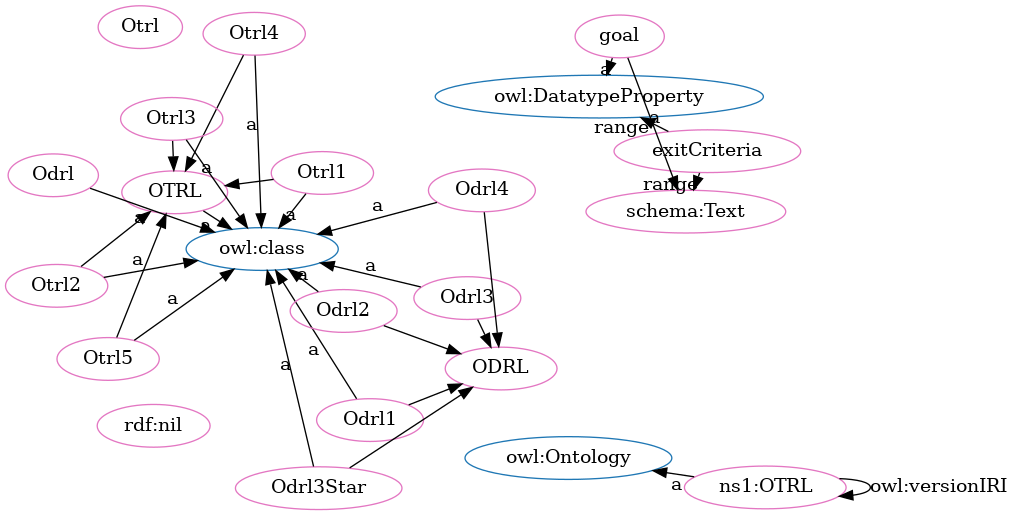 Otrl
Otrl4
goal
a
owl:DatatypeProperty
Otrl3
a
a
range
exitCriteria
Odrl
OTRL
a
Otrl1
Odrl4
range
schema:Text
a
a
a
a
owl:class
Otrl2
a
a
a
Odrl3
Otrl5
a
Odrl2
a
ODRL
a
Odrl1
rdf:nil
owl:Ontology
Odrl3Star
a
ns1:OTRL
owl:versionIRI